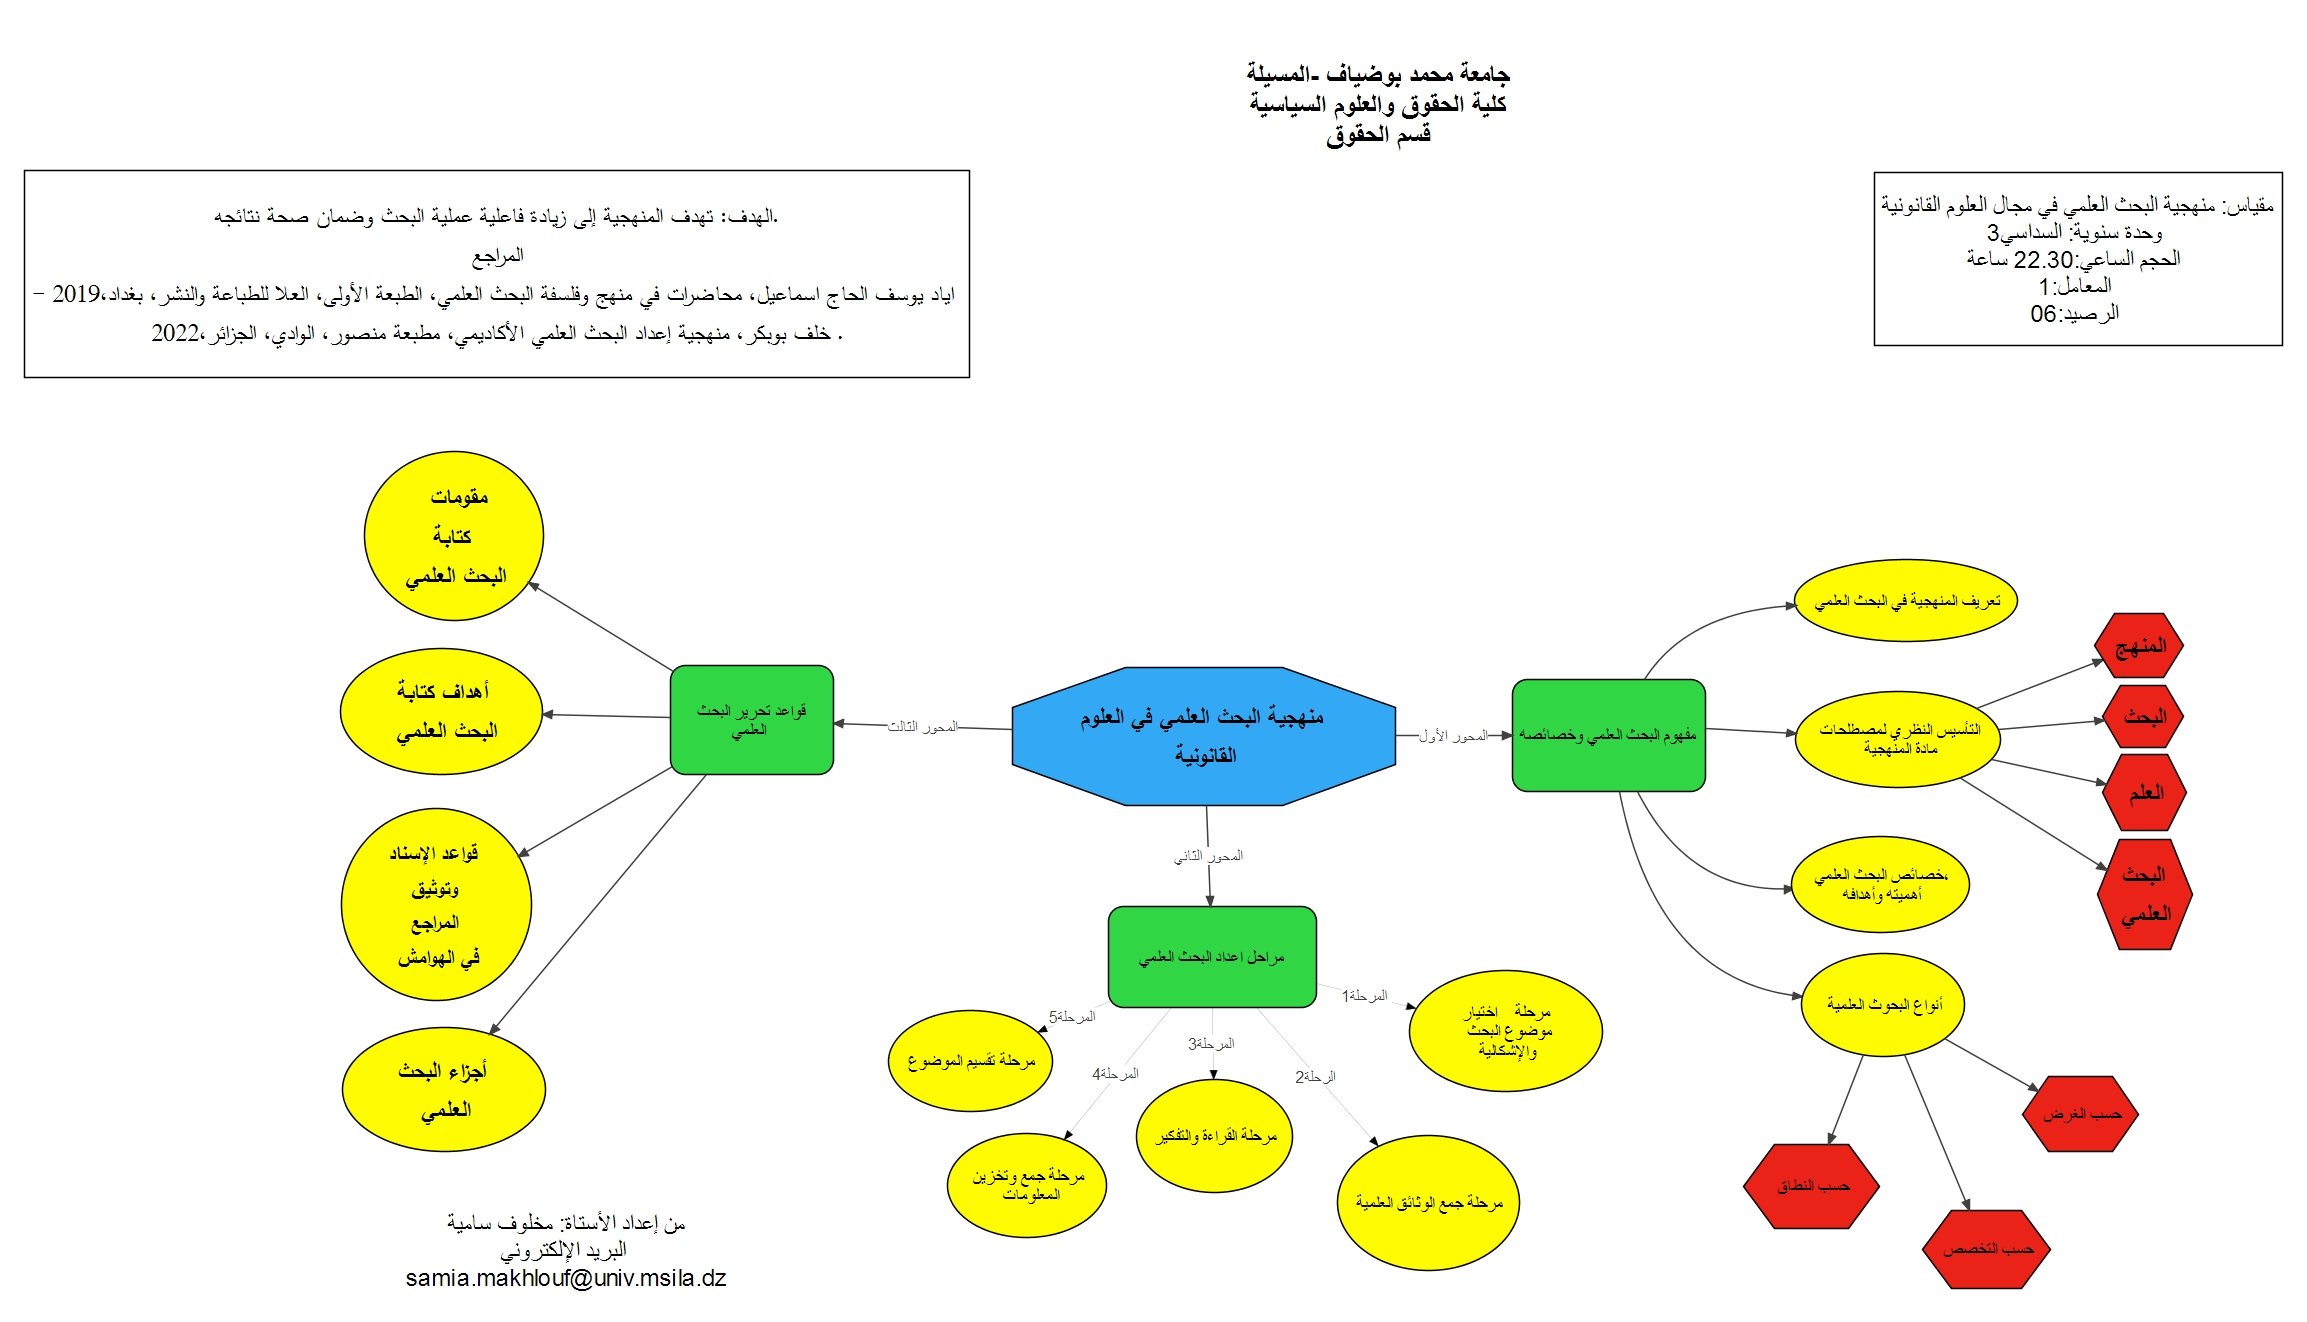 جامعة محمد بوضياف -المسيلة
كلية الحقوق والعلوم السياسية
قسم الحقوق
مقياس: منهجية البحث العلمي في مجال العلوم القانونية
وحدة سنوية: السداسي3
الحجم الساعي:22.30 ساعة
المعامل:1
الرصيد:06
الهدف: تهدف المنهجية إلى زيادة فاعلية عملية البحث وضمان صحة نتائجه.
المراجع
اياد يوسف الحاج اسماعيل، محاضرات في منهج وفلسفة البحث العلمي، الطبعة الأولى، العلا للطباعة والنشر، بغداد،2019 –
. خلف بوبكر، منهجية إعداد البحث العلمي الأكاديمي، مطبعة منصور، الوادي، الجزائر،2022
منهجية البحث العلمي في العلوم
القانونية
المحور الأول
مفهوم البحث العلمي وخصائصه
تعريف المنهجية في البحث العلمي
التأسيس النظري لمصطلحات
مادة المنهجية
المنهج
البحث
العلم
البحث
العلمي
خصائص البحث العلمي،
أهميته وأهدافه
أنواع البحوث العلمية
حسب الغرض
حسب التخصص
حسب النطاق
المحور الثاني
مراحل اعداد البحث العلمي
المرحلة1
مرحلة اختيار
موضوع البحث
والإشكالية
الرحلة2
مرحلة جمع الوثائق العلمية
المرحلة3
مرحلة القراءة والتفكير
المرحلة4
مرحلة جمع وتخزين
المعلومات
المرحلة5
مرحلة تقسيم الموضوع
المحور الثالث
قواعد تحرير البحث
العلمي
مقومات
كتابة
البحث العلمي
أهداف كتابة
البحث العلمي
قواعد الإسناد
وتوثيق
المراجع
في الهوامش
أجزاء البحث
العلمي
من إعداد الأستاة: مخلوف سامية
البريد الإلكتروني
samia.makhlouf@univ.msila.dz